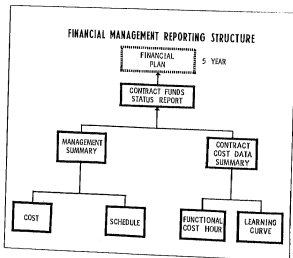 FINANCIAL MANAGEMENT REPORTING STRUCTURE
FINANCIAL
PLAN
5 YEAR
CONTRACT FUNDS
STATUS REPORT
MANAGEMENT
SUMMARY
CONTRACT
COST DATA
SUMMARY
COST
SCHEDULE
FUNCTIONAL
COST HOUR
LEARNING
CURVE